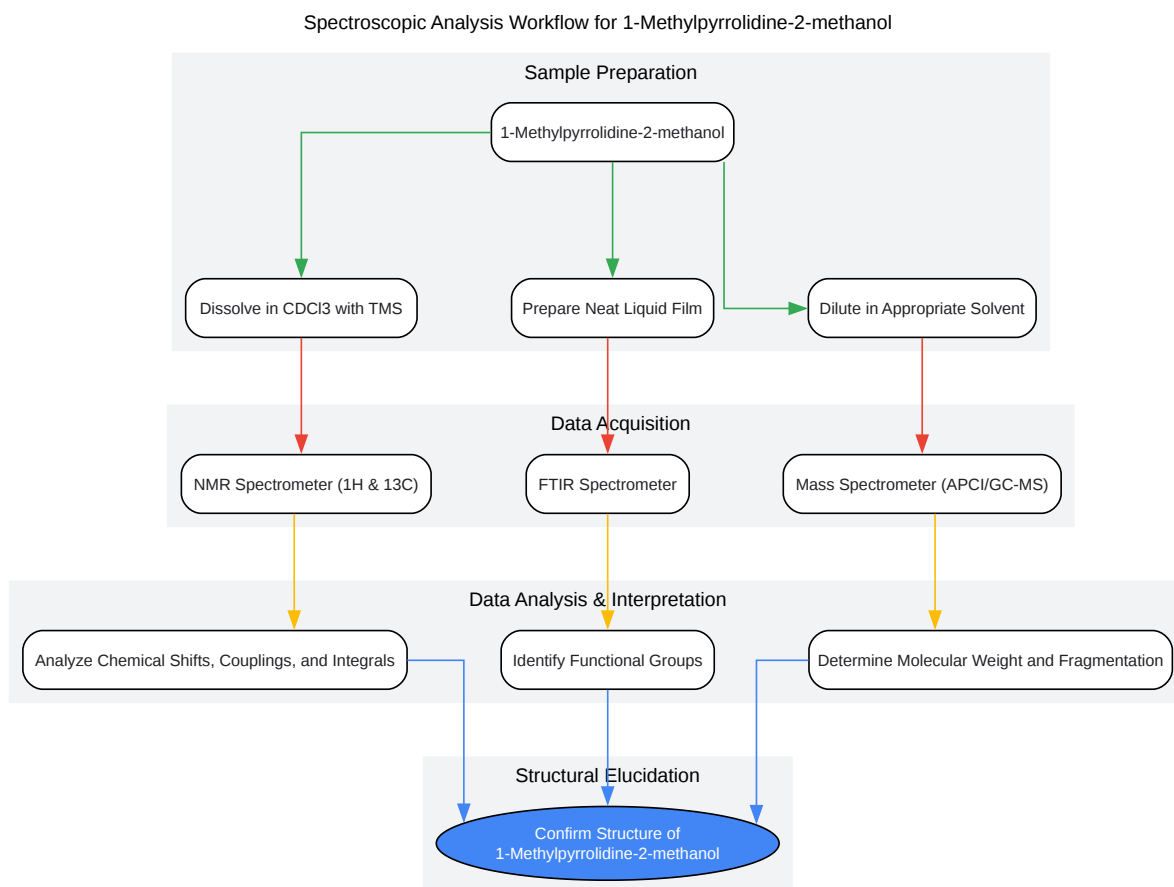 Spectroscopic Analysis Workflow for 1-Methylpyrrolidine-2-methanol
Sample Preparation
1-Methylpyrrolidine-2-methanol
Dissolve in CDCl3 with TMS
Prepare Neat Liquid Film
Dilute in Appropriate Solvent
Data Acquisition
NMR Spectrometer (1H & 13C)
FTIR Spectrometer
Mass Spectrometer (APCI/GC-MS)
Data Analysis & Interpretation
Analyze Chemical Shifts, Couplings, and Integrals
Identify Functional Groups
Determine Molecular Weight and Fragmentation
Structural Elucidation
Confirm Structure of
1-Methylpyrrolidine-2-methanol